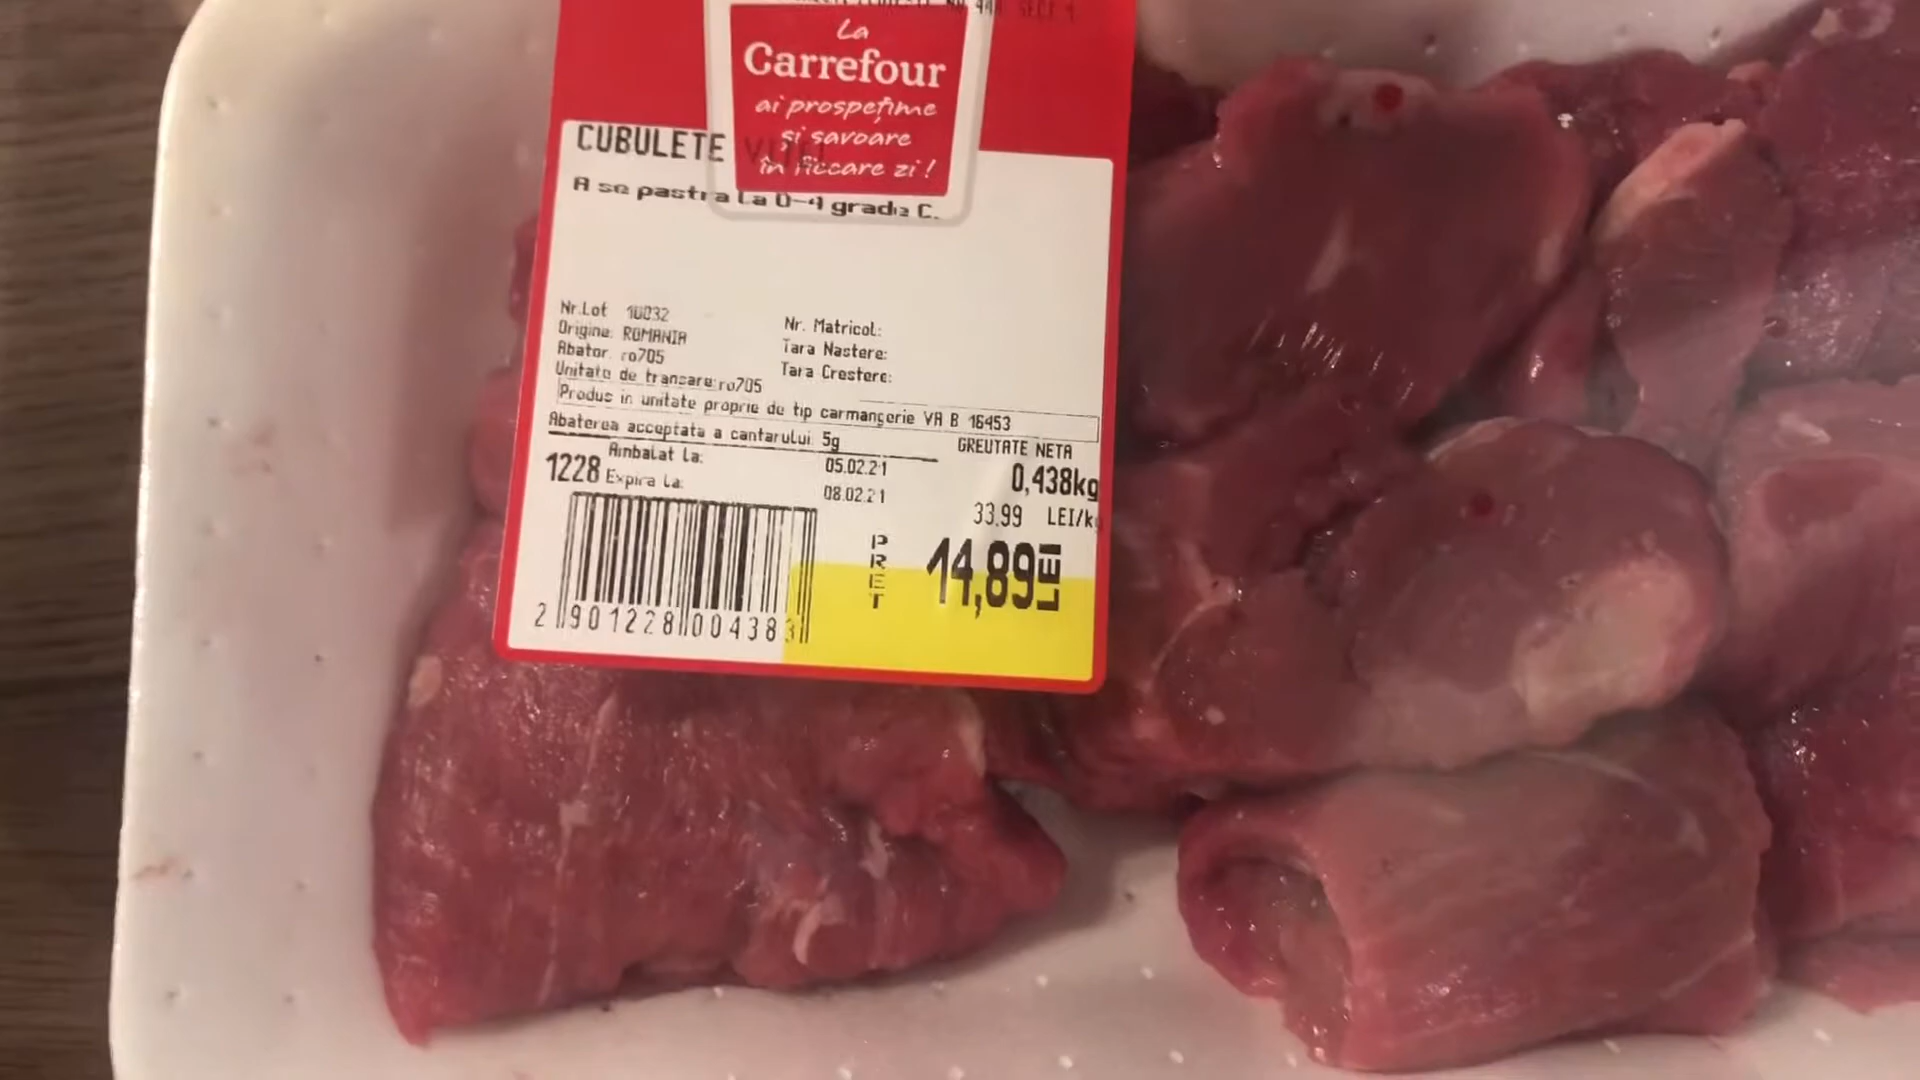 La
Carrefour
ai prospețime
și savoare
în fiecare zi!
CUBULETE
A se pastra la 0-4 grade C.
Nr.Lot 10032
Origine: ROMANIA
Abator. ro705
Unitate de transare:ro705
Nr. Matricol:
Tara Nastere:
Tara Crestere:
Produs in unitate proprie de tip carmangerie VA B 16453
Abaterea acceptata a cantarului 5g
Ambalat la: 05.02.21
1228 Expira la: 08.02.21
GREUTATE NETA
0,438kg
33.99 LEI/k
PRET 14,89 LEI
2 901228 004383